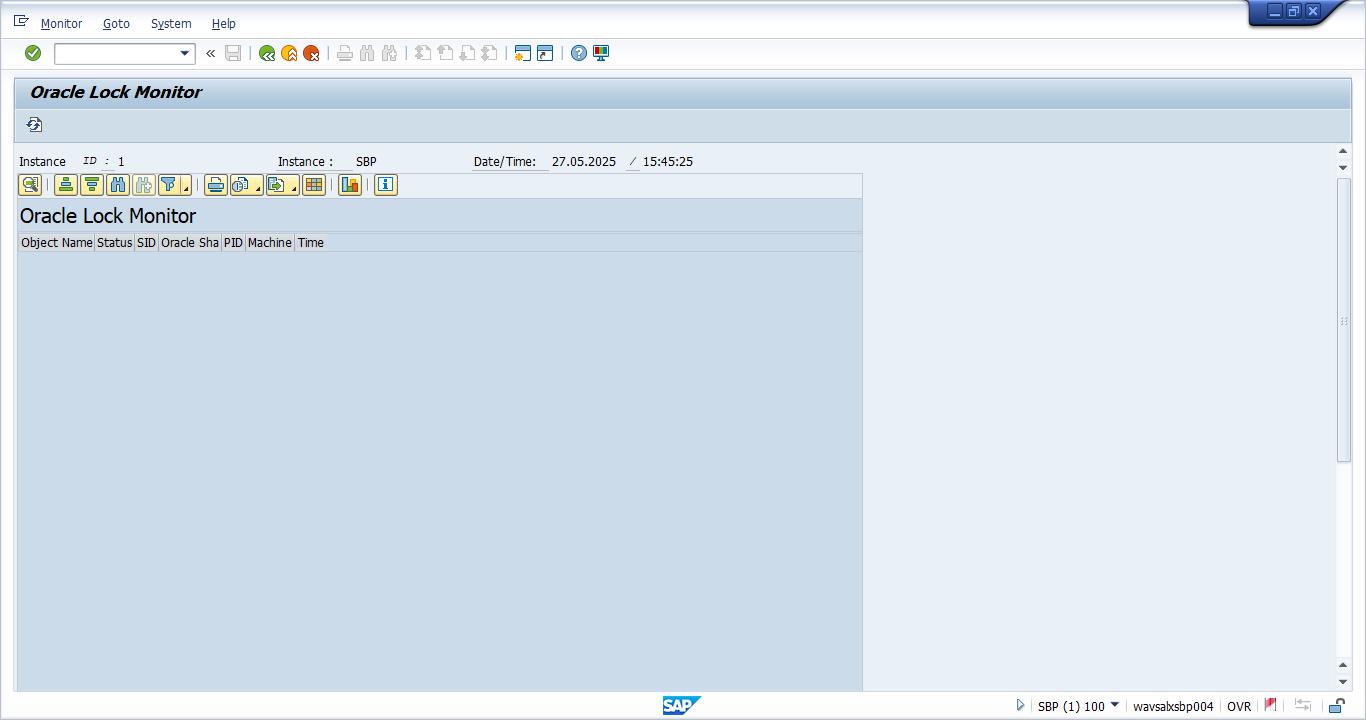 Monitor Goto System Help
Oracle Lock Monitor
Instance ID : 1 Instance : SBP Date/Time: 27.05.2025 / 15:45:25
Oracle Lock Monitor
Object Name Status SID Oracle Sha PID Machine Time
SAP SBP (1) 100 wavsalxsbp004 OVR